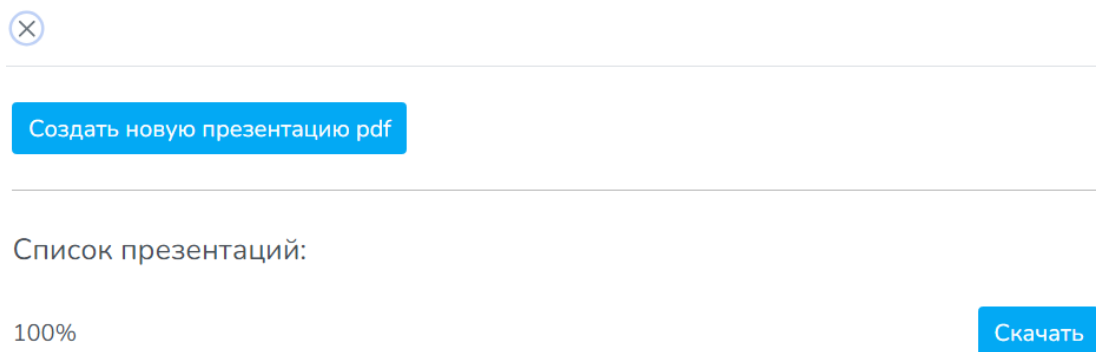 Создать новую презентацию pdf
Список презентаций:
100%
Скачать